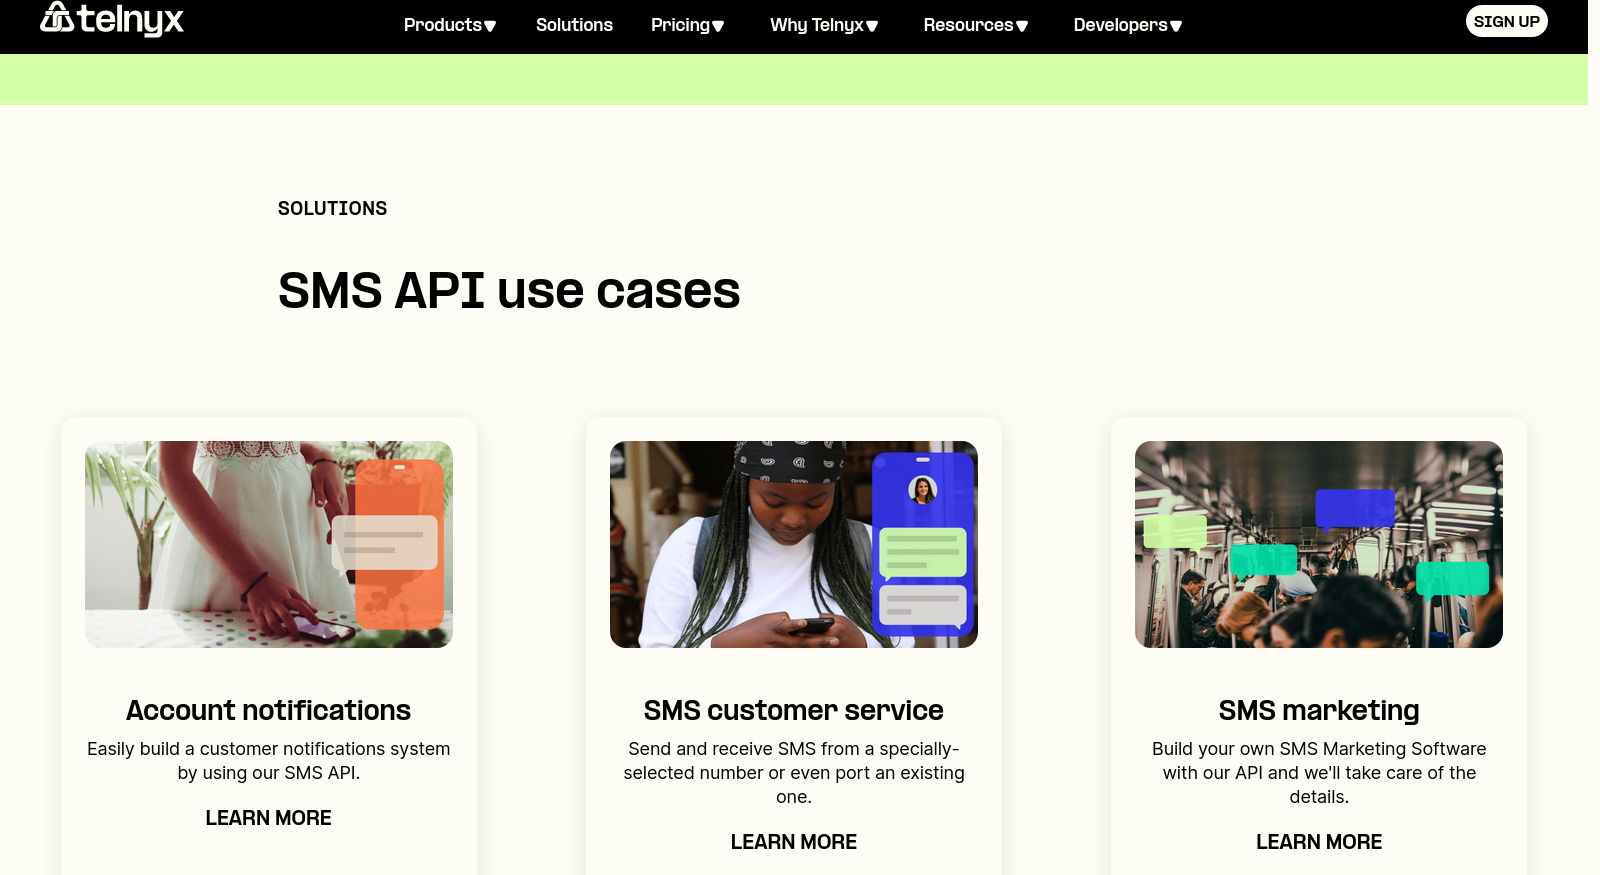 telnyx
Products
Solutions
Pricing
Why Telnyx
Resources
Developers
SIGN UP
SOLUTIONS
SMS API use cases
Account notifications
Easily build a customer notifications system
by using our SMS API.
LEARN MORE
SMS customer service
Send and receive SMS from a specially-
selected number or even port an existing
one.
LEARN MORE
SMS marketing
Build your own SMS Marketing Software
with our API and we'll take care of the
details.
LEARN MORE